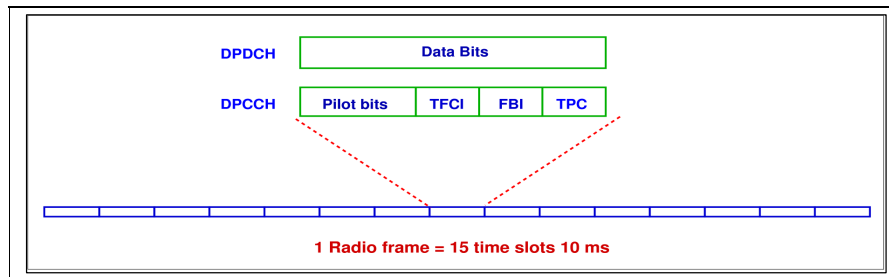 DPDCH Data Bits
DPCCH Pilot bits TFCI FBI TPC
1 Radio frame = 15 time slots 10 ms